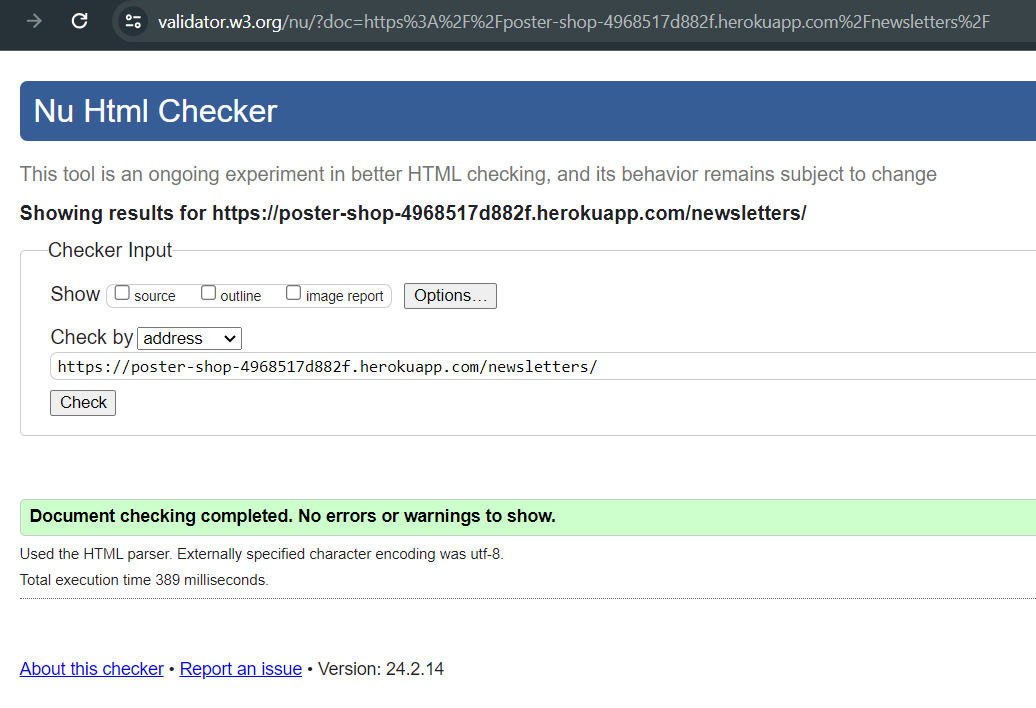 validator.w3.org/nu/?doc=https%3A%2F%2Fposter-shop-4968517d882f.herokuapp.com%2Fnewsletters%2F
Nu Html Checker
This tool is an ongoing experiment in better HTML checking, and its behavior remains subject to change
Showing results for https://poster-shop-4968517d882f.herokuapp.com/newsletters/
Checker Input
Show source outline image report Options...
Check by address
https://poster-shop-4968517d882f.herokuapp.com/newsletters/
Check
Document checking completed. No errors or warnings to show.
Used the HTML parser. Externally specified character encoding was utf-8.
Total execution time 389 milliseconds.
About this checker • Report an issue • Version: 24.2.14